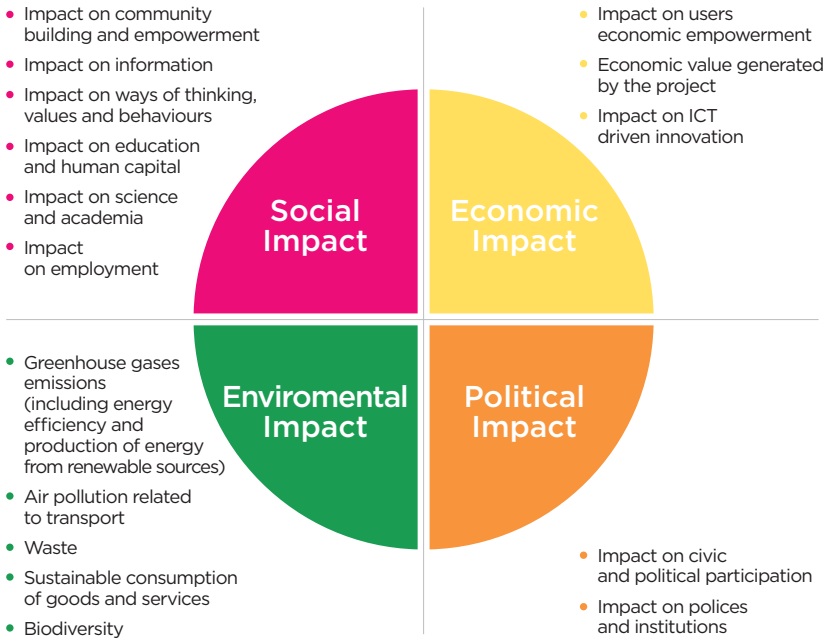 Impact on community
building and empowerment
Impact on information
Impact on ways of thinking,
values and behaviours
Impact on education
and human capital
Impact on science
and academia
Impact
on employment
Social
Impact
Impact on users
economic empowerment
Economic value generated
by the project
Impact on ICT
driven innovation
Economic
Impact
Greenhouse gases
emissions
(including energy
efficiency and
production of energy
from renewable sources)
Air pollution related
to transport
Waste
Sustainable consumption
of goods and services
Biodiversity
Enviromental
Impact
Political
Impact
Impact on civic
and political participation
Impact on polices
and institutions